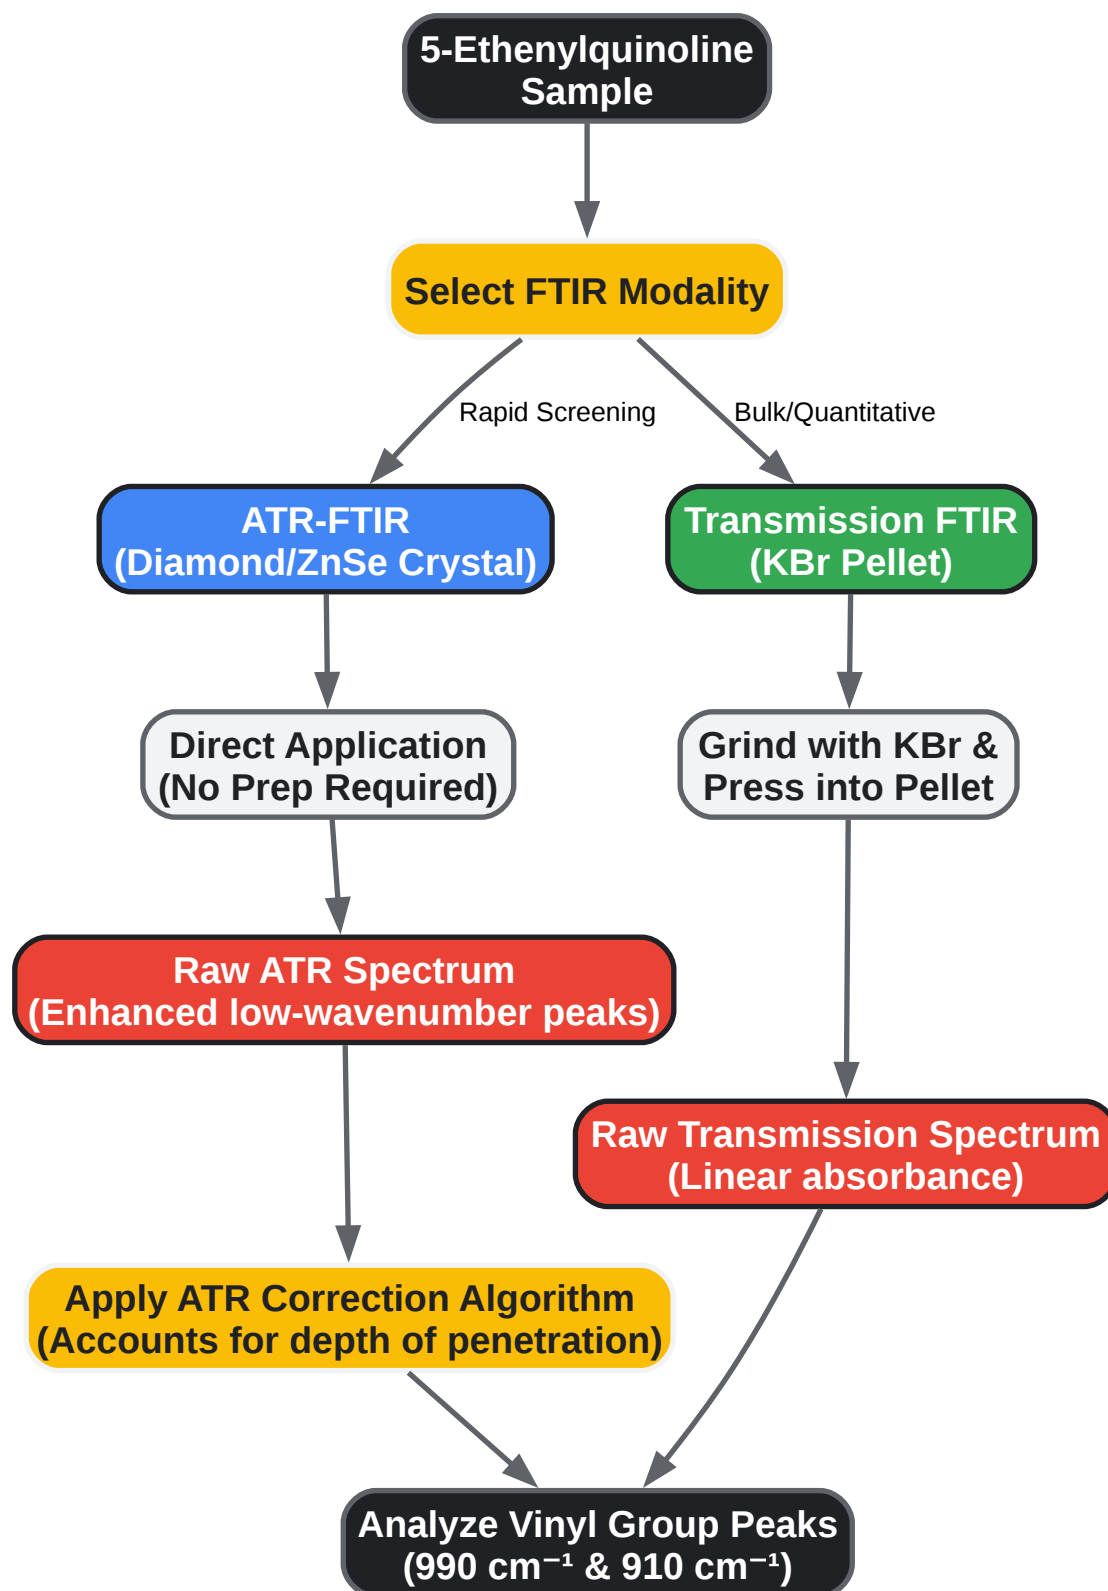 5-Ethenylquinoline
Sample
Select FTIR Modality
Rapid Screening
Bulk/Quantitative
ATR-FTIR
(Diamond/ZnSe Crystal)
Transmission FTIR
(KBr Pellet)
Direct Application
(No Prep Required)
Grind with KBr &
Press into Pellet
Raw ATR Spectrum
(Enhanced low-wavenumber peaks)
Raw Transmission Spectrum
(Linear absorbance)
Apply ATR Correction Algorithm
(Accounts for depth of penetration)
Analyze Vinyl Group Peaks
(990 cm⁻¹ & 910 cm⁻¹)